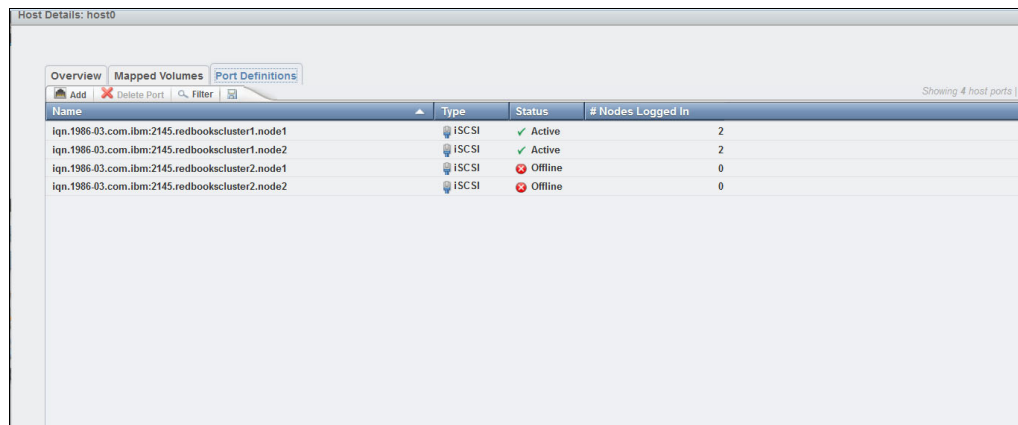 Host Details: host0
Overview Mapped Volumes Port Definitions
Add Delete Port Filter Showing 4 host ports |
Name Type Status # Nodes Logged In
iqn.1986-03.com.ibm:2145.redbookscluster1.node1 iSCSI Active 2
iqn.1986-03.com.ibm:2145.redbookscluster1.node2 iSCSI Active 2
iqn.1986-03.com.ibm:2145.redbookscluster2.node1 iSCSI Offline 0
iqn.1986-03.com.ibm:2145.redbookscluster2.node2 iSCSI Offline 0